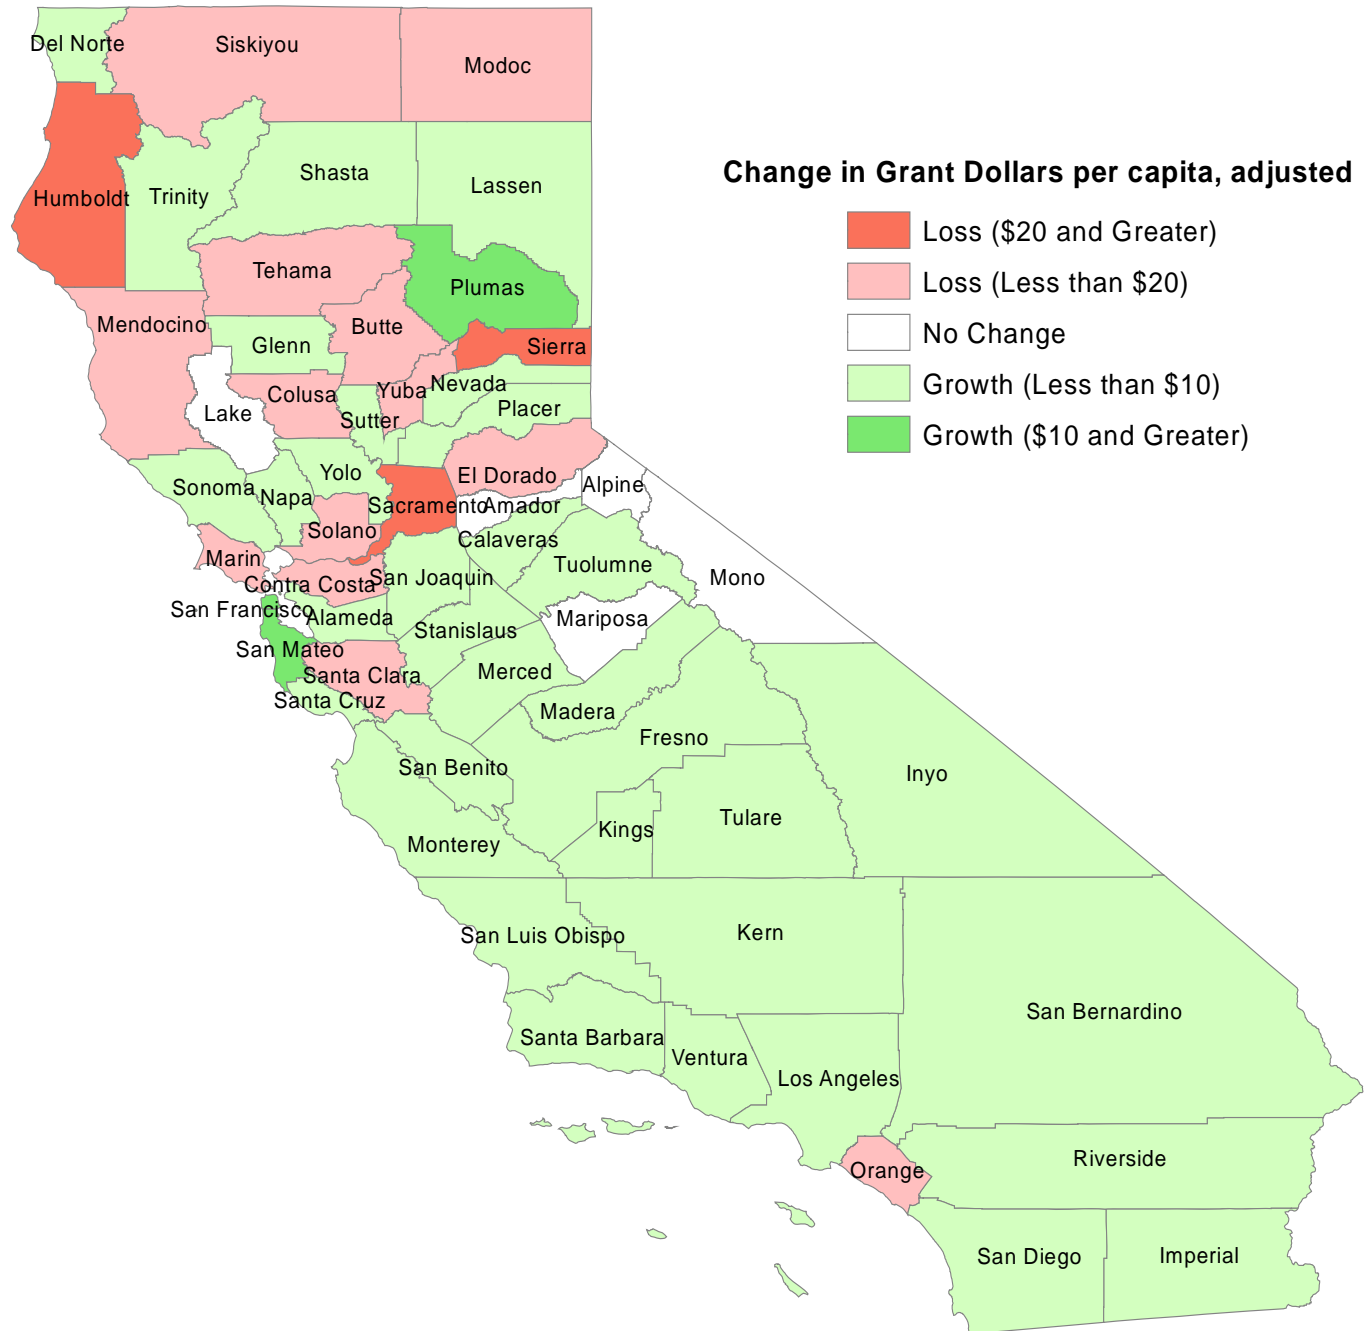 Del Norte
Siskiyou
Modoc
Humboldt
Trinity
Shasta
Lassen
Change in Grant Dollars per capita, adjusted
Loss ($20 and Greater)
Loss (Less than $20)
No Change
Growth (Less than $10)
Growth ($10 and Greater)
Tehama
Plumas
Mendocino
Glenn
Butte
Sierra
Lake
Colusa
Yuba
Nevada
Sutter
Placer
Sonoma
Napa
Yolo
El Dorado
Alpine
Sacramento
Amador
Solano
Calaveras
Marin
Contra Costa
San Joaquin
Tuolumne
Mono
San Francisco
Alameda
Stanislaus
Mariposa
San Mateo
Santa Clara
Merced
Santa Cruz
Madera
Fresno
San Benito
Inyo
Monterey
Kings
Tulare
San Luis Obispo
Kern
San Bernardino
Santa Barbara
Ventura
Los Angeles
Orange
Riverside
San Diego
Imperial